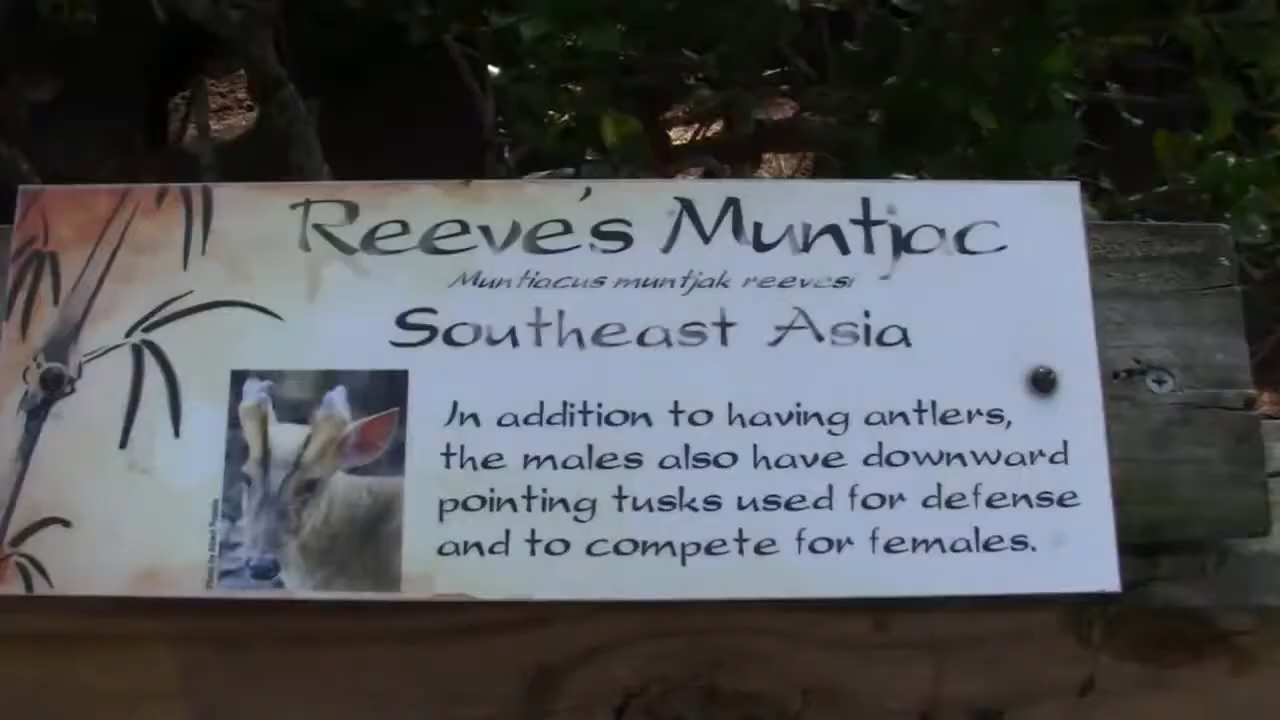 Reeve's Muntjac
Muntiacus muntjak reevesi
Southeast Asia
In addition to having antlers,
the males also have downward
pointing tusks used for defense
and to compete for females.